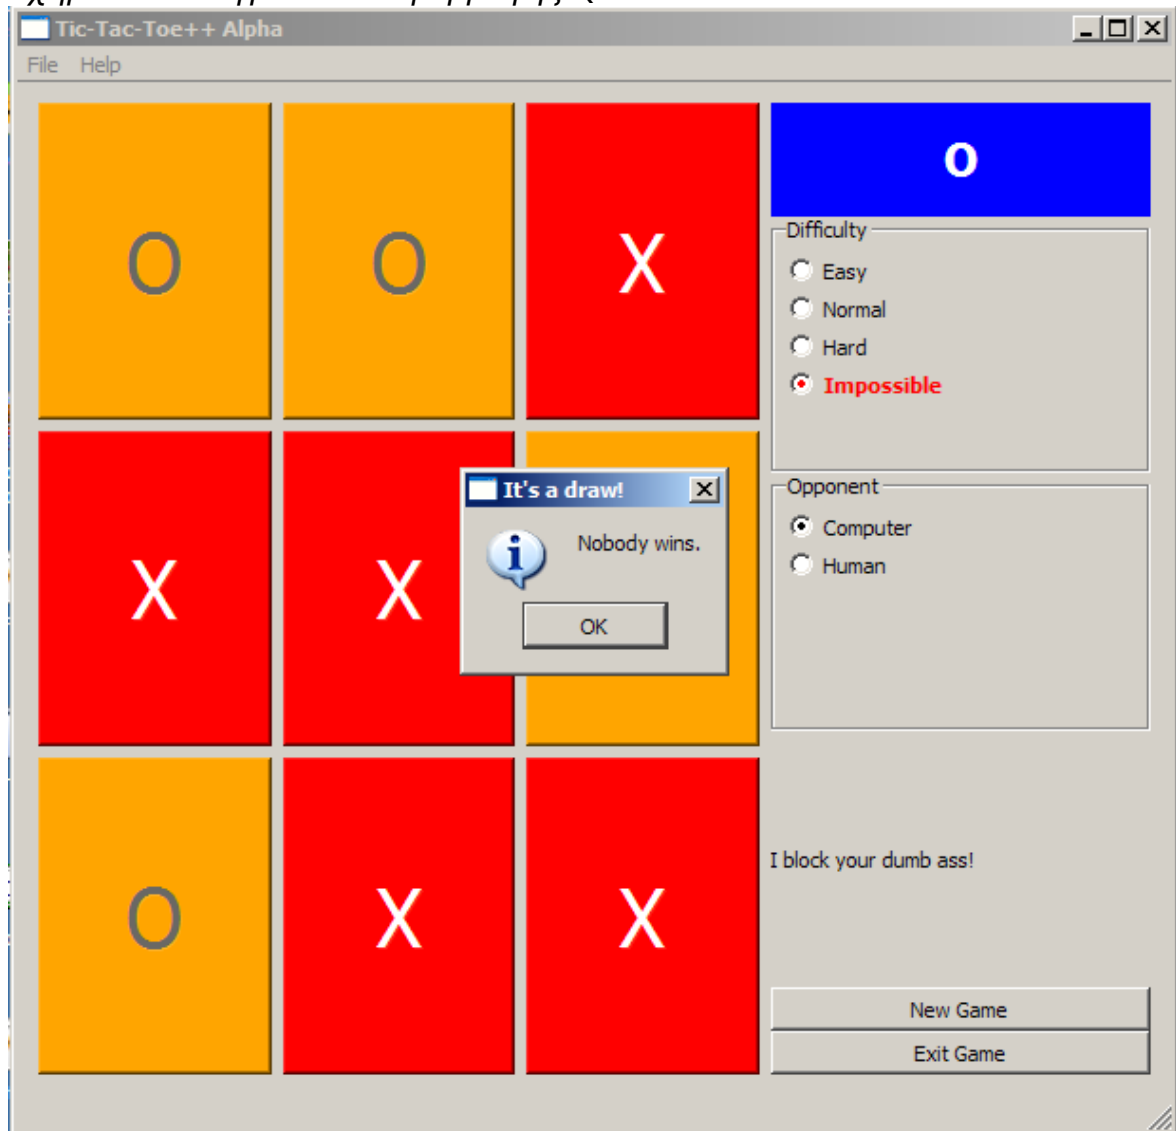 Tic-Tac-Toe++ Alpha
File Help
O O X
O
Difficulty
Easy
Normal
Hard
Impossible
X X
It's a draw!
Nobody wins.
OK
Opponent
Computer
Human
O X X
I block your dumb ass!
New Game
Exit Game